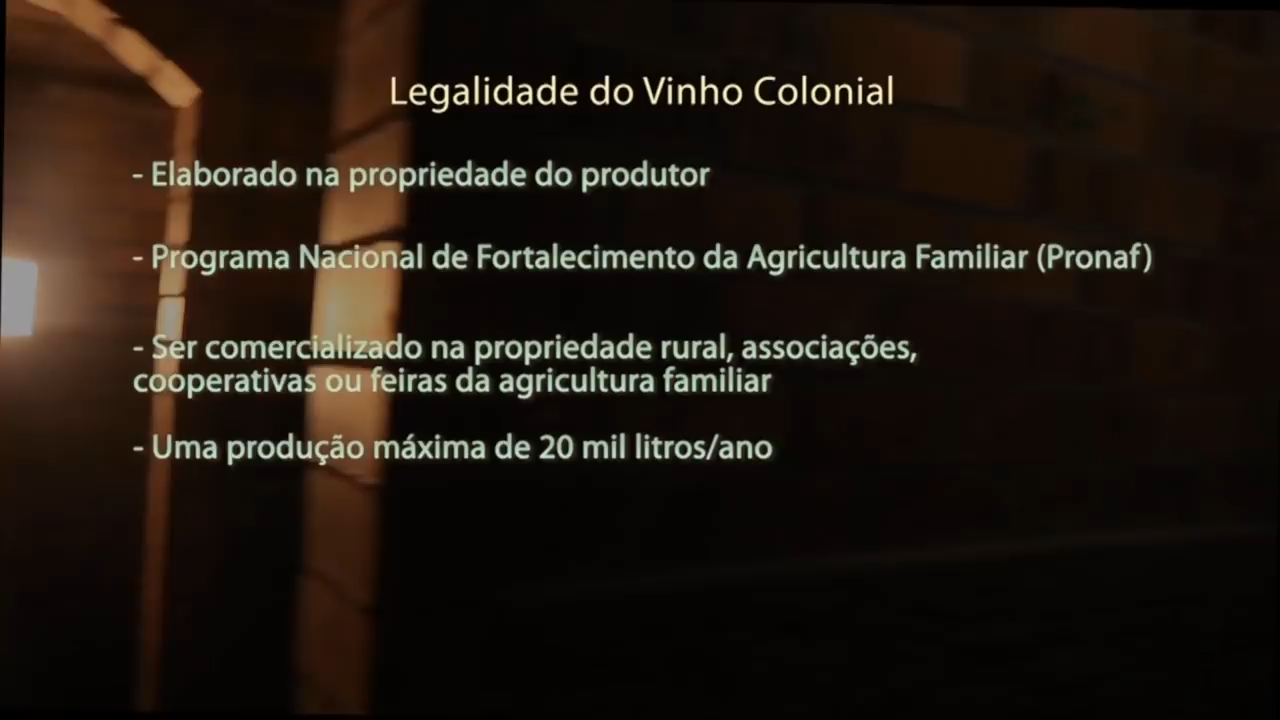 Legalidade do Vinho Colonial
- Elaborado na propriedade do produtor
- Programa Nacional de Fortalecimento da Agricultura Familiar (Pronaf)
- Ser comercializado na propriedade rural, associações,
cooperativas ou feiras da agricultura familiar
- Uma produção máxima de 20 mil litros/ano